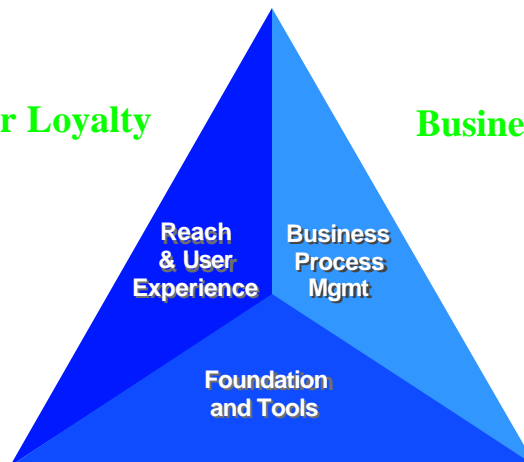 r Loyalty
Busine
Reach
& User
Experience
Business
Process
Mgmt
Foundation
and Tools